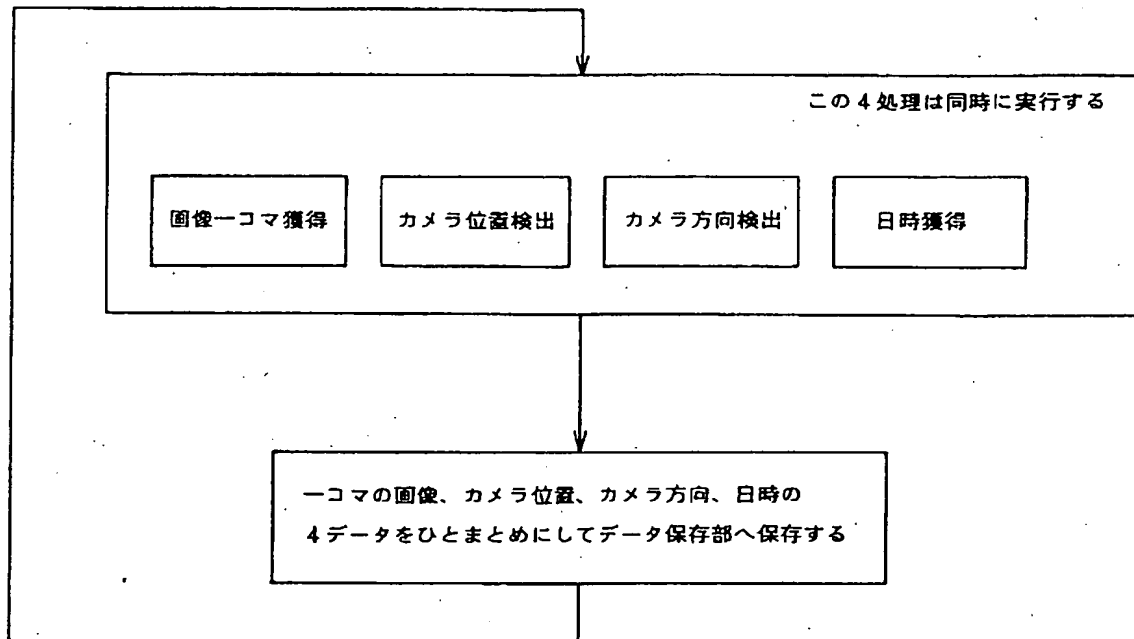 この4処理は同時に実行する
画像一コマ獲得
カメラ位置検出
カメラ方向検出
日時獲得
一コマの画像、カメラ位置、カメラ方向、日時の
4データをひとまとめにしてデータ保存部へ保存する